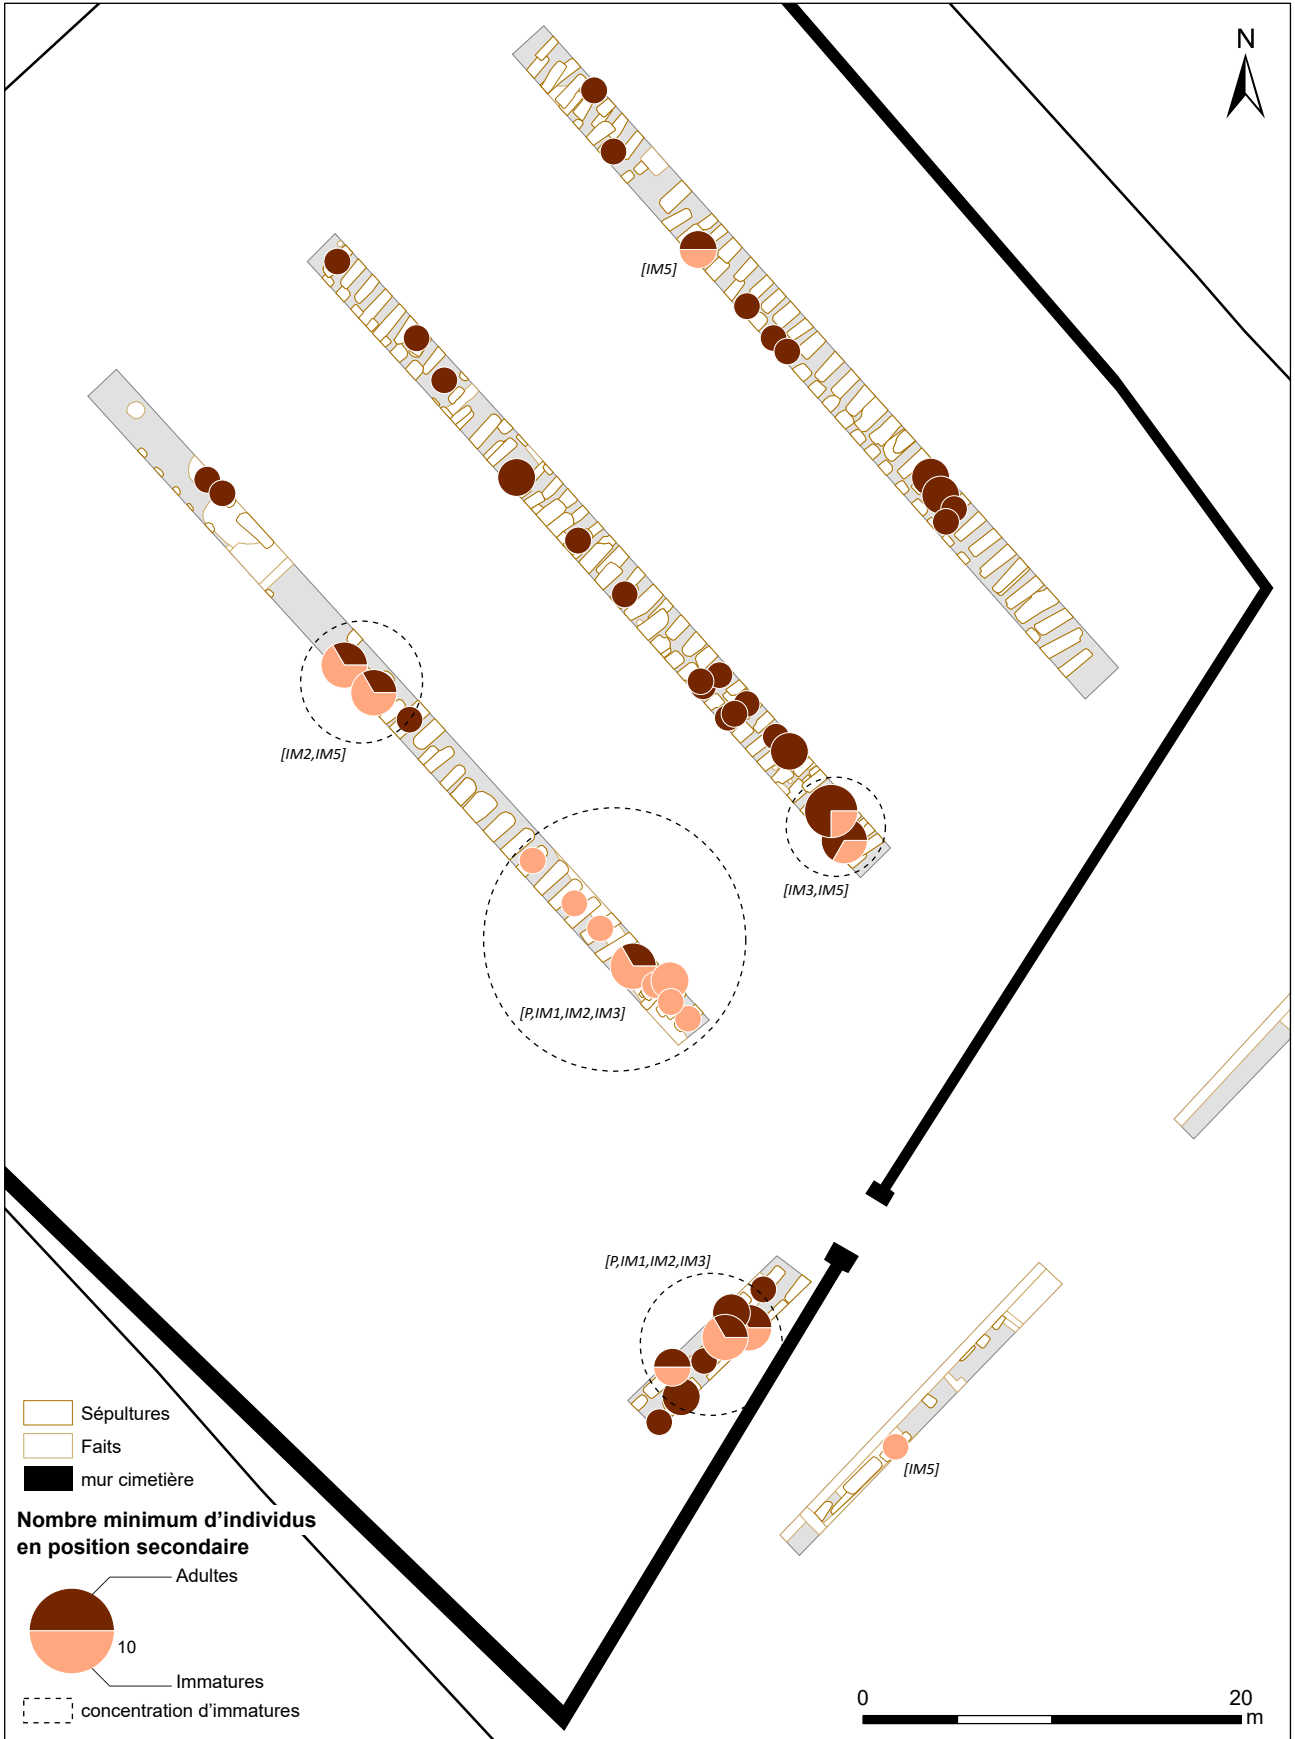 N
[IM5]
[IM2,IM5]
[IM3,IM5]
[P,IM1,IM2,IM3]
[P,IM1,IM2,IM3]
[IM5]
Sépultures
Faits
mur cimetière
Nombre minimum d'individus
en position secondaire
Adultes
10
Immatures
concentration d'immatures
0 20
m